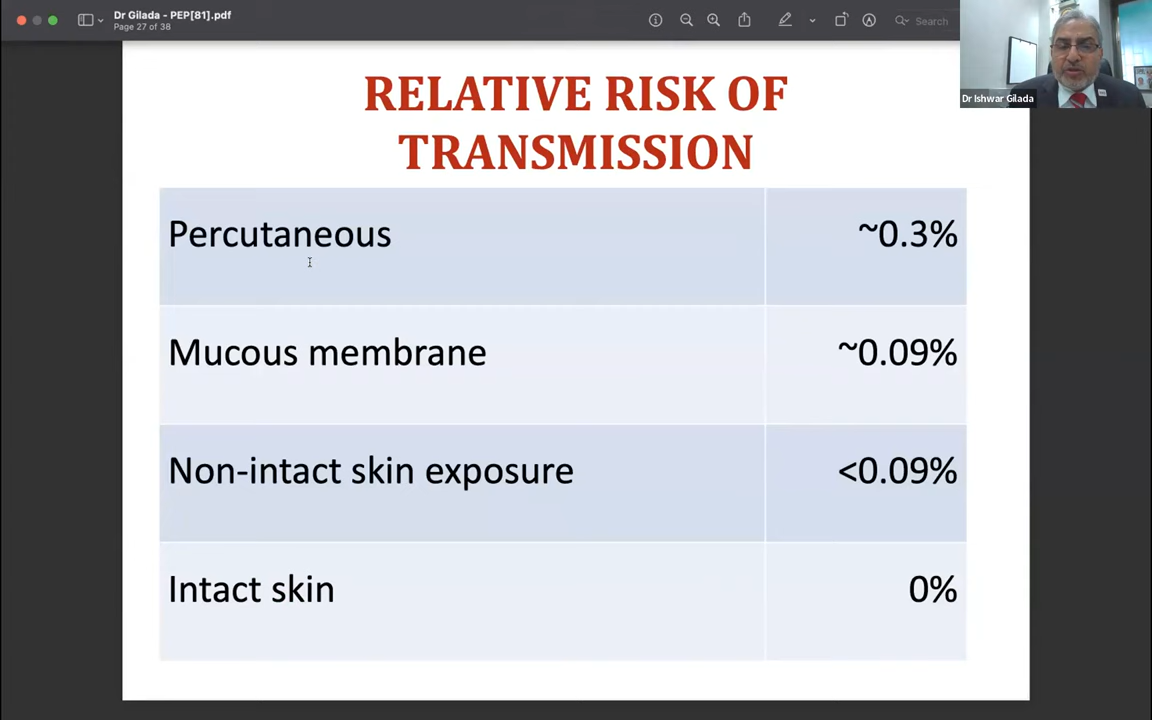 Dr Gilada - PEP[81].pdf
Page 27 of 38
Search
Dr Ishwar Gilada
RELATIVE RISK OF
TRANSMISSION
Percutaneous ~0.3%
Mucous membrane ~0.09%
Non-intact skin exposure <0.09%
Intact skin 0%